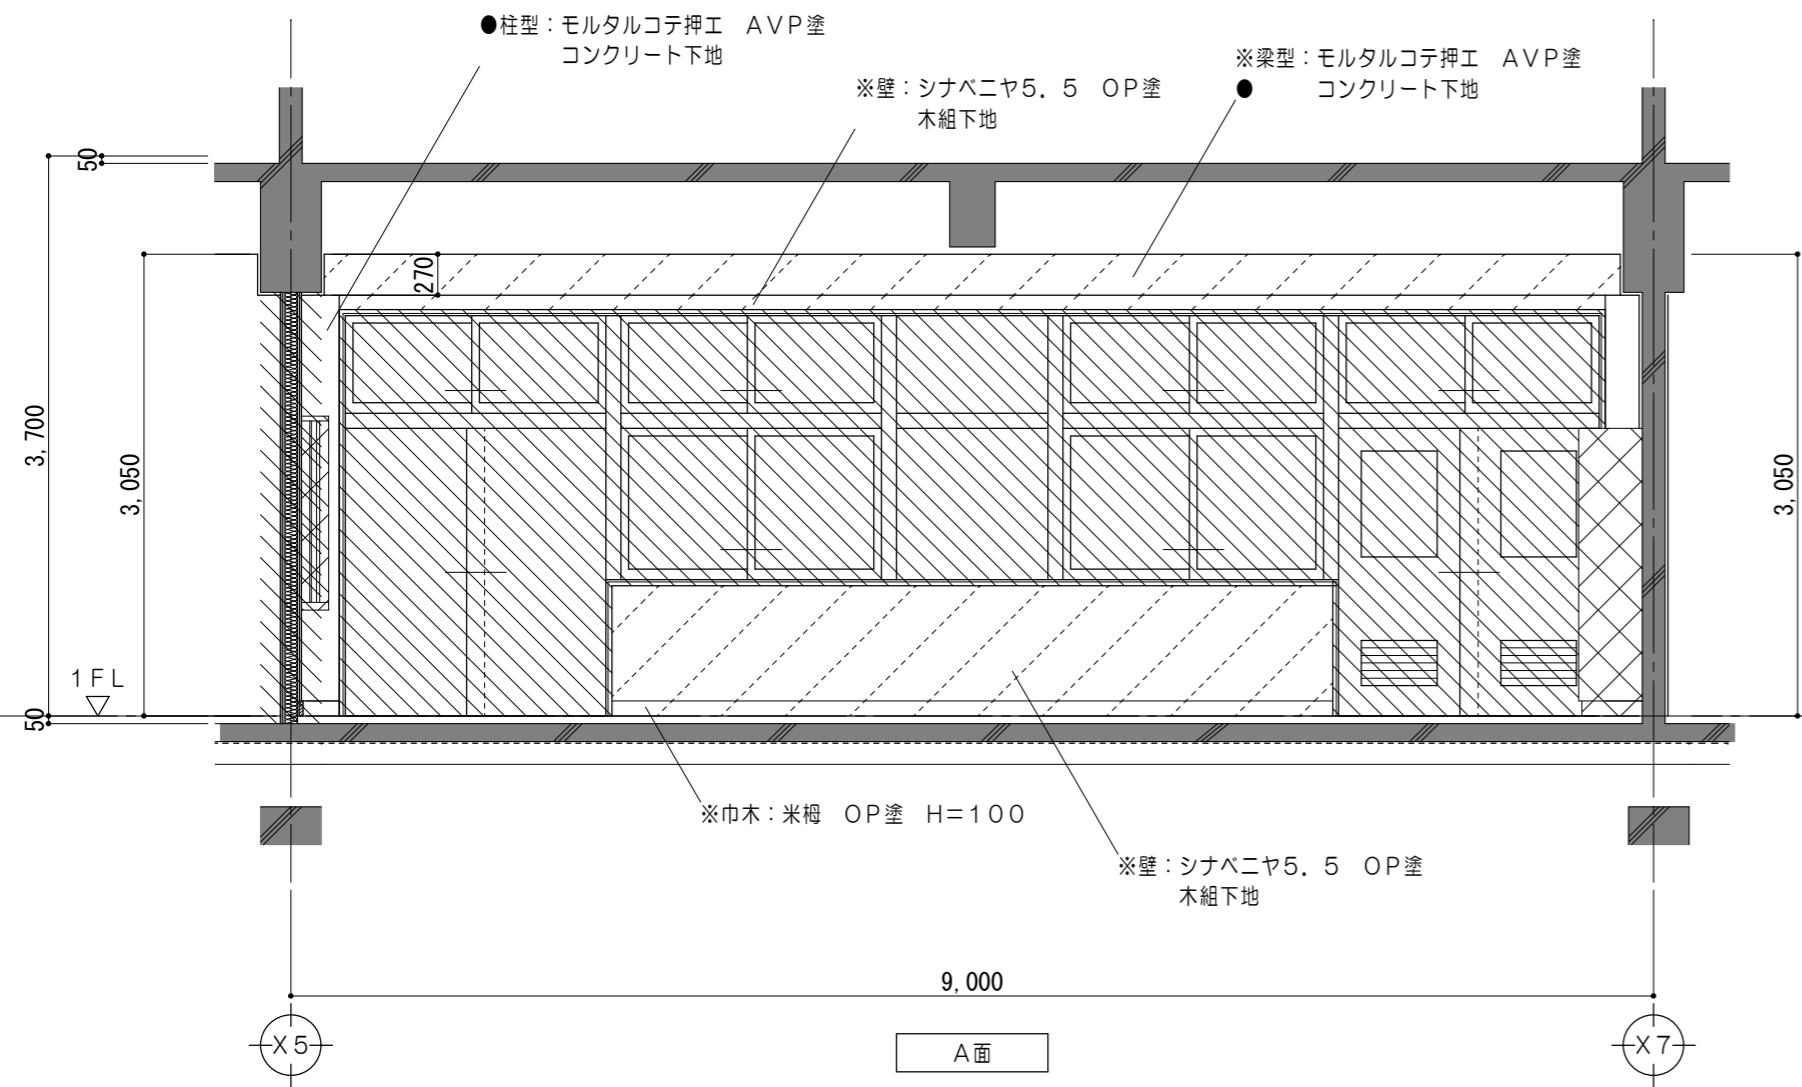 ●柱型：モルタルコテ押エ　ＡＶＰ塗
コンクリート下地
※梁型：モルタルコテ押エ　ＡＶＰ塗
●　コンクリート下地
※壁：シナベニヤ５．５　ＯＰ塗
木組下地
50
270
3,700
3,050
3,050
１ＦＬ
50
※巾木：米栂　ＯＰ塗　Ｈ＝１００
※壁：シナベニヤ５．５　ＯＰ塗
木組下地
9,000
Ｘ５
Ａ面
Ｘ７